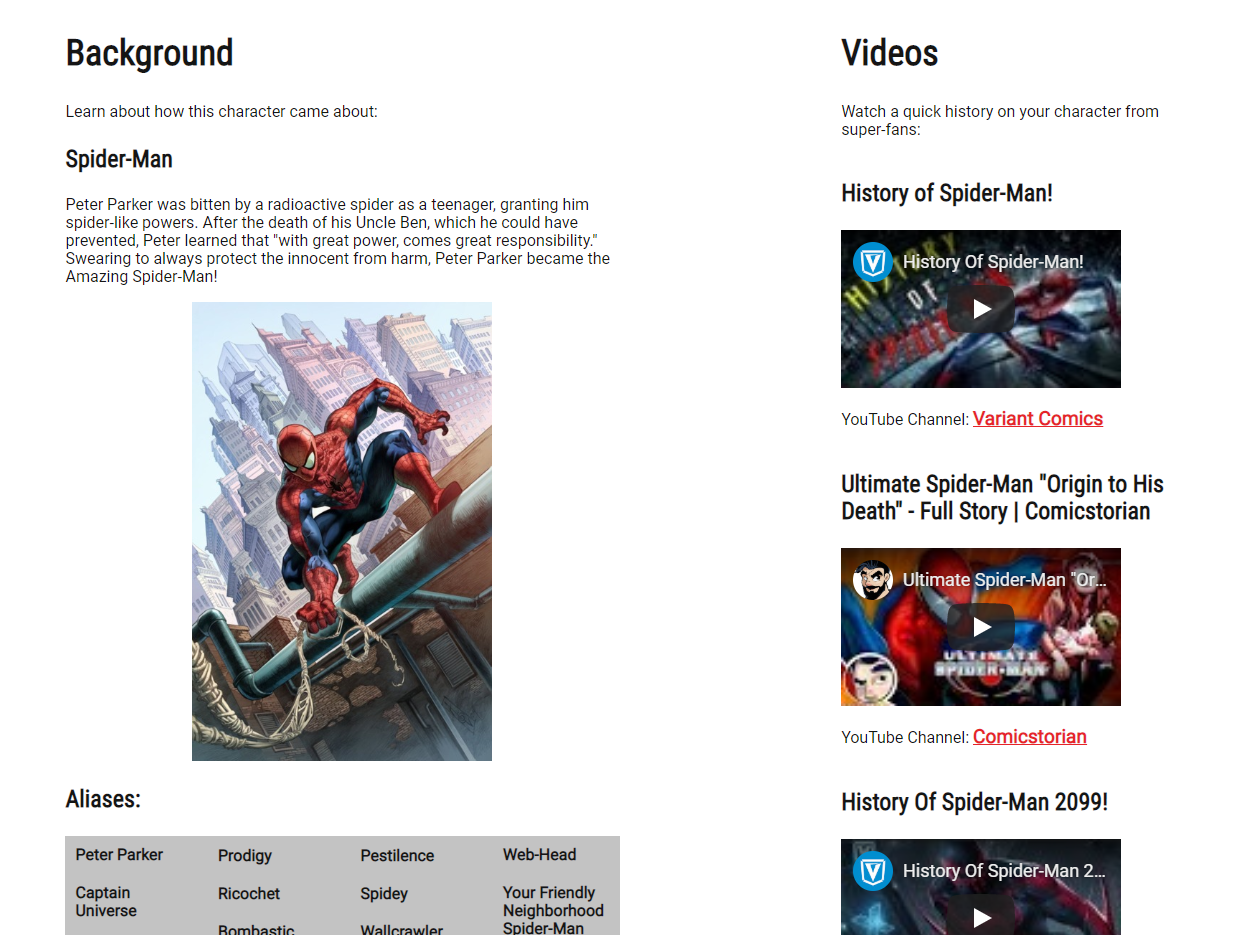 Background
Learn about how this character came about:
Spider-Man
Peter Parker was bitten by a radioactive spider as a teenager, granting him
spider-like powers. After the death of his Uncle Ben, which he could have
prevented, Peter learned that "with great power, comes great responsibility."
Swearing to always protect the innocent from harm, Peter Parker became the
Amazing Spider-Man!
Aliases:
Peter Parker
Captain
Universe
Prodigy
Ricochet
Bombastic
Pestilence
Spidey
Wallcrawler
Web-Head
Your Friendly
Neighborhood
Spider-Man
Videos
Watch a quick history on your character from
super-fans:
History of Spider-Man!
History Of Spider-Man!
HISTORY
OF
SPIDER
YouTube Channel: Variant Comics
Ultimate Spider-Man "Origin to His
Death" - Full Story | Comicstorian
Ultimate Spider-Man "Or...
ULTIMATE
SPIDER-MAN
YouTube Channel: Comicstorian
History Of Spider-Man 2099!
History Of Spider-Man 2...